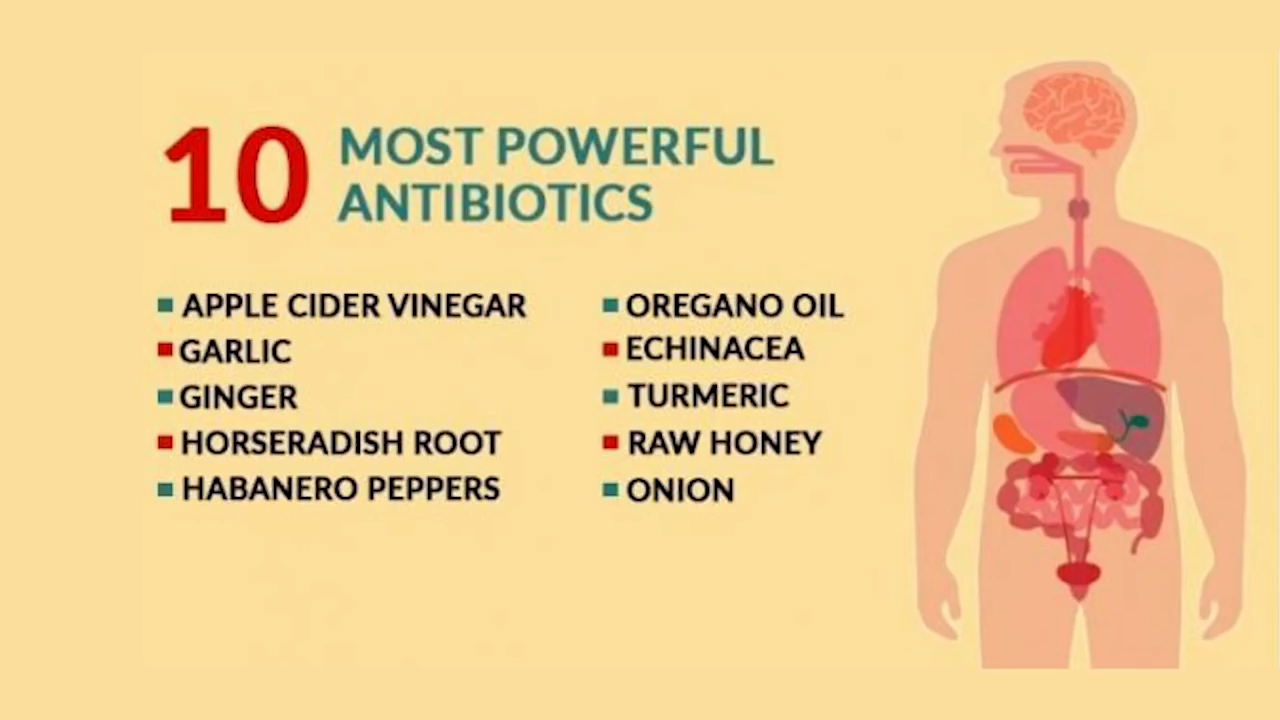 10 MOST POWERFUL
ANTIBIOTICS
APPLE CIDER VINEGAR
GARLIC
GINGER
HORSERADISH ROOT
HABANERO PEPPERS
OREGANO OIL
ECHINACEA
TURMERIC
RAW HONEY
ONION